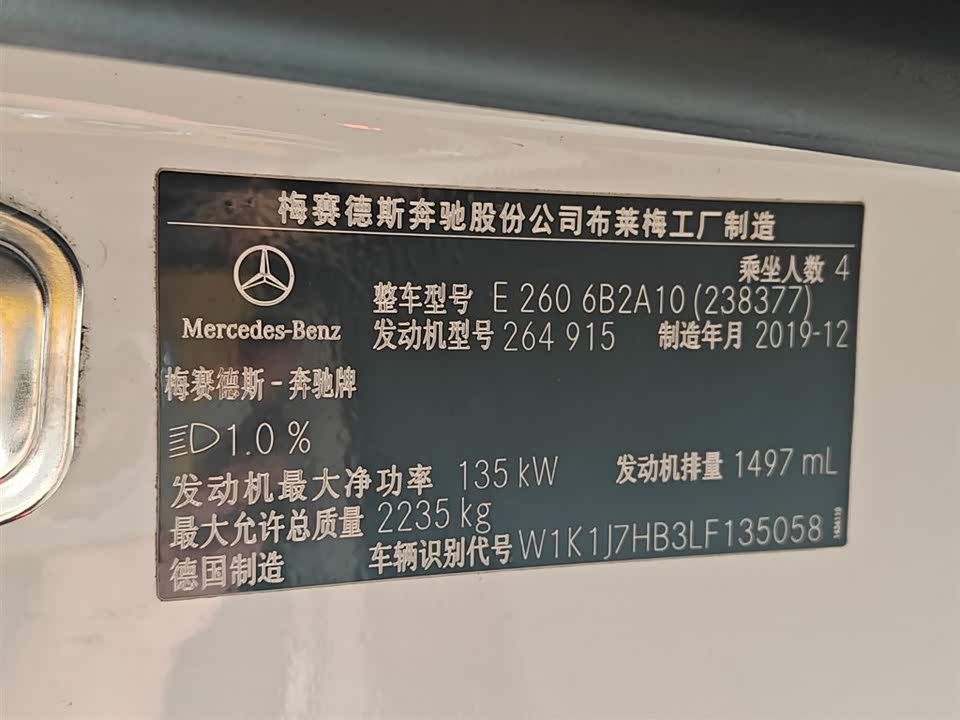 梅赛德斯奔驰股份公司布莱梅工厂制造
乘坐人数 4
整车型号 E 260 6B2A10 (238377)
Mercedes-Benz
发动机型号 264 915 制造年月 2019-12
梅赛德斯-奔驰牌
1.0 %
发动机最大净功率 135 kW 发动机排量 1497 mL
最大允许总质量 2235 kg
德国制造 车辆识别代号 W1K1J7HB3LF135058